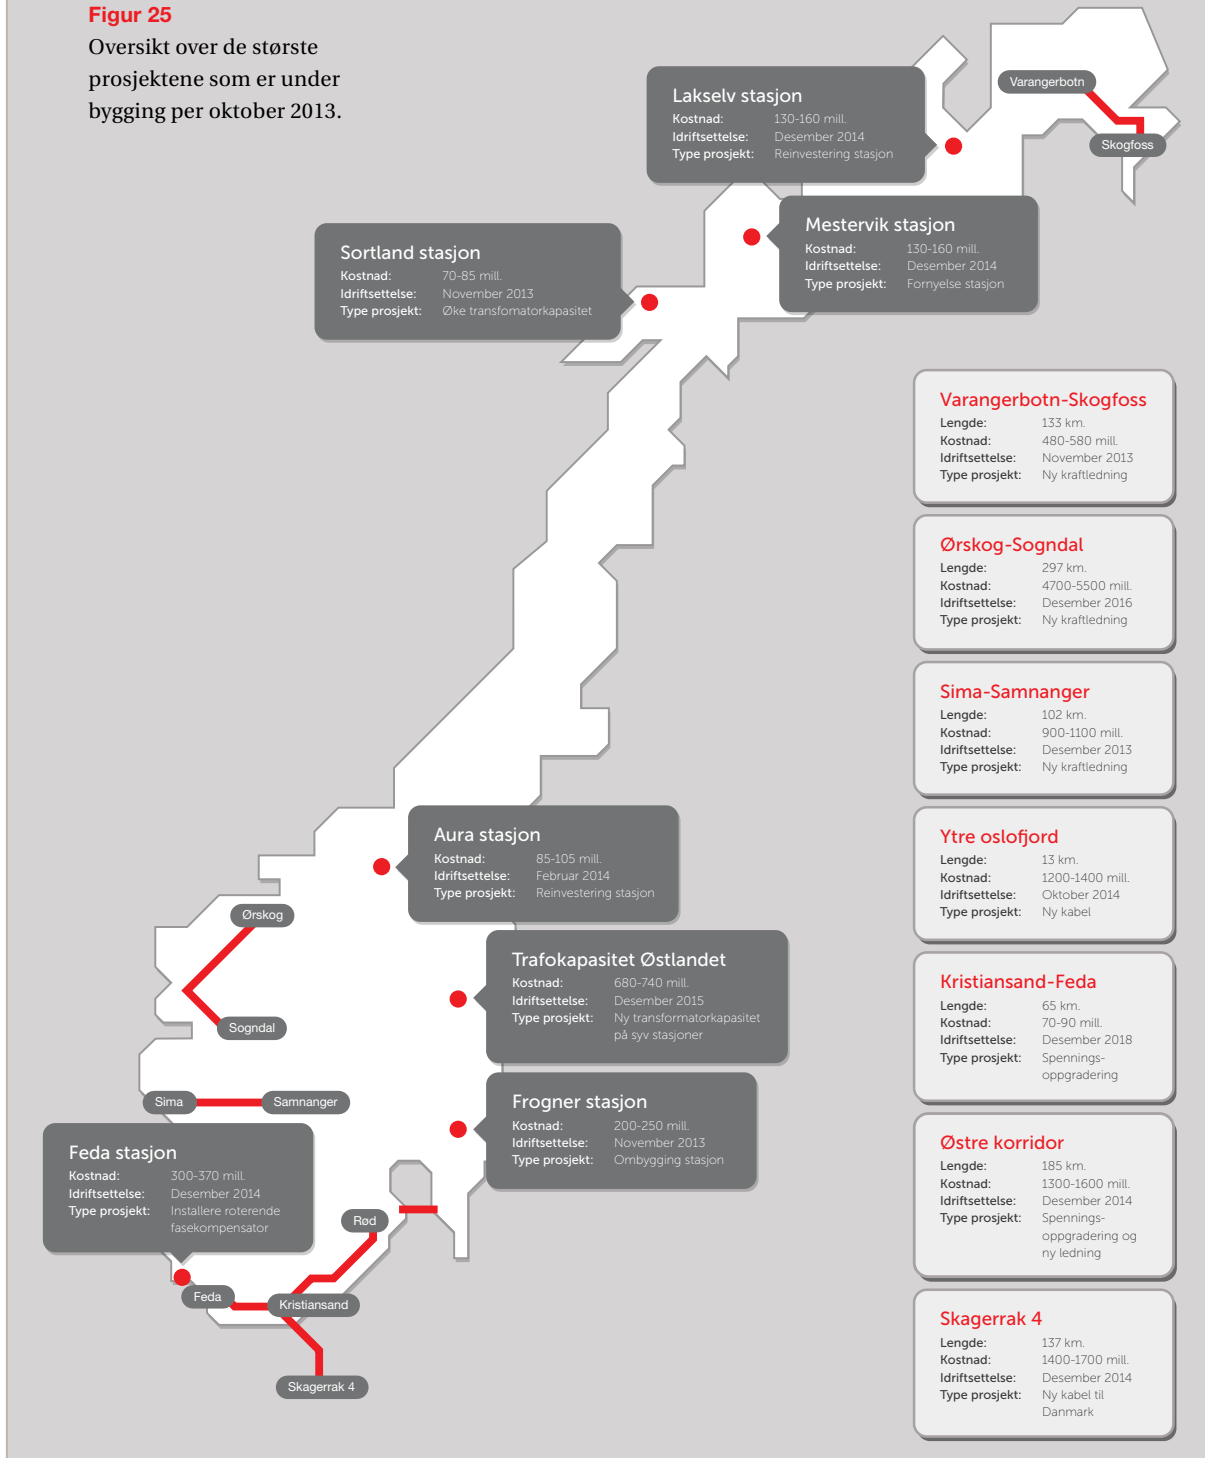 Figur 25
Oversikt over de største
prosjektene som er under
bygging per oktober 2013.
Varangerbotn
Skogfoss
Lakselv stasjon
Kostnad: 130-160 mill.
Idriftsettelse: Desember 2014
Type prosjekt: Reinvestering stasjon
Mestervik stasjon
Kostnad: 130-160 mill.
Idriftsettelse: Desember 2014
Type prosjekt: Fornyelse stasjon
Sortland stasjon
Kostnad: 70-85 mill.
Idriftsettelse: November 2013
Type prosjekt: Øke transfomatorkapasitet
Varangerbotn-Skogfoss
Lengde: 133 km.
Kostnad: 480-580 mill.
Idriftsettelse: November 2013
Type prosjekt: Ny kraftledning
Ørskog-Sogndal
Lengde: 297 km.
Kostnad: 4700-5500 mill.
Idriftsettelse: Desember 2016
Type prosjekt: Ny kraftledning
Sima-Samnanger
Lengde: 102 km.
Kostnad: 900-1100 mill.
Idriftsettelse: Desember 2013
Type prosjekt: Ny kraftledning
Ytre oslofjord
Lengde: 13 km.
Kostnad: 1200-1400 mill.
Idriftsettelse: Oktober 2014
Type prosjekt: Ny kabel
Kristiansand-Feda
Lengde: 65 km.
Kostnad: 70-90 mill.
Idriftsettelse: Desember 2018
Type prosjekt: Spennings-
oppgradering
Østre korridor
Lengde: 185 km.
Kostnad: 1300-1600 mill.
Idriftsettelse: Desember 2014
Type prosjekt: Spennings-
oppgradering og
ny ledning
Skagerrak 4
Lengde: 137 km.
Kostnad: 1400-1700 mill.
Idriftsettelse: Desember 2014
Type prosjekt: Ny kabel til
Danmark
Aura stasjon
Kostnad: 85-105 mill.
Idriftsettelse: Februar 2014
Type prosjekt: Reinvestering stasjon
Ørskog
Sogndal
Trafokapasitet Østlandet
Kostnad: 680-740 mill.
Idriftsettelse: Desember 2015
Type prosjekt: Ny transformatorkapasitet
på syv stasjoner
Sima
Samnanger
Frogner stasjon
Kostnad: 200-250 mill.
Idriftsettelse: November 2013
Type prosjekt: Ombygging stasjon
Feda stasjon
Kostnad: 300-370 mill.
Idriftsettelse: Desember 2014
Type prosjekt: Installere roterende
fasekompensator
Rød
Feda
Kristiansand
Skagerrak 4